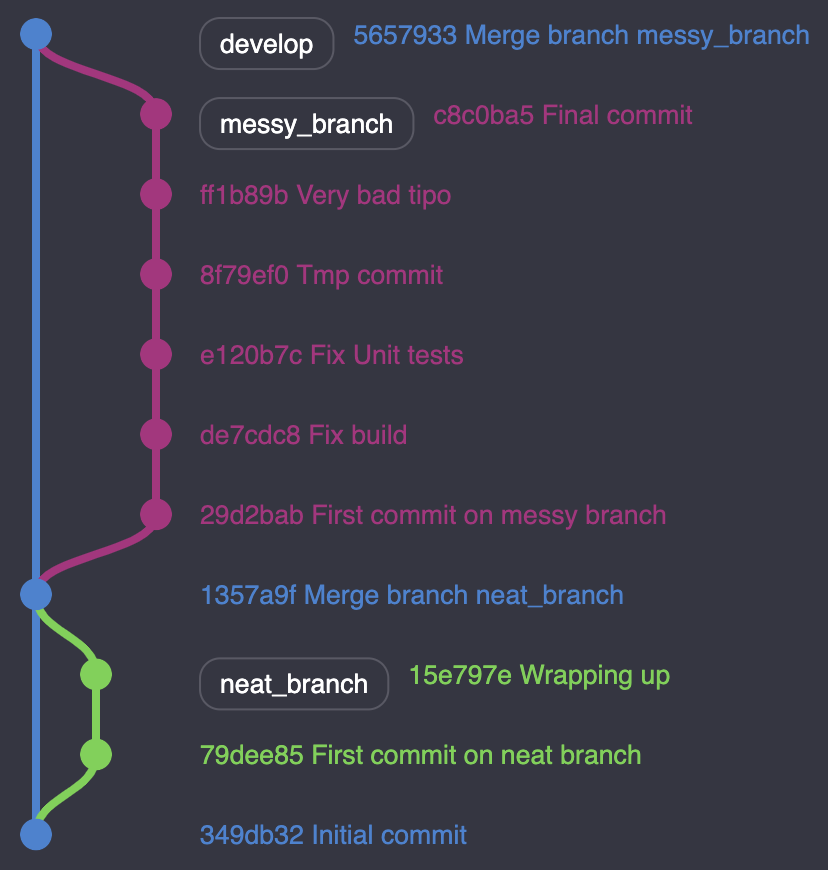 develop 5657933 Merge branch messy_branch
messy_branch c8c0ba5 Final commit
ff1b89b Very bad tipo
8f79ef0 Tmp commit
e120b7c Fix Unit tests
de7cdc8 Fix build
29d2bab First commit on messy branch
1357a9f Merge branch neat_branch
neat_branch 15e797e Wrapping up
79dee85 First commit on neat branch
349db32 Initial commit